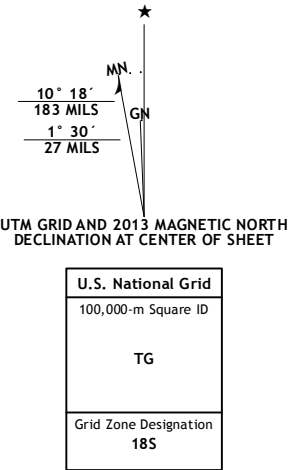 ★
MN
10° 18´
183 MILS
GN
1° 30´
27 MILS
UTM GRID AND 2013 MAGNETIC NORTH
DECLINATION AT CENTER OF SHEET
U.S. National Grid
100,000-m Square ID
TG
Grid Zone Designation
18S